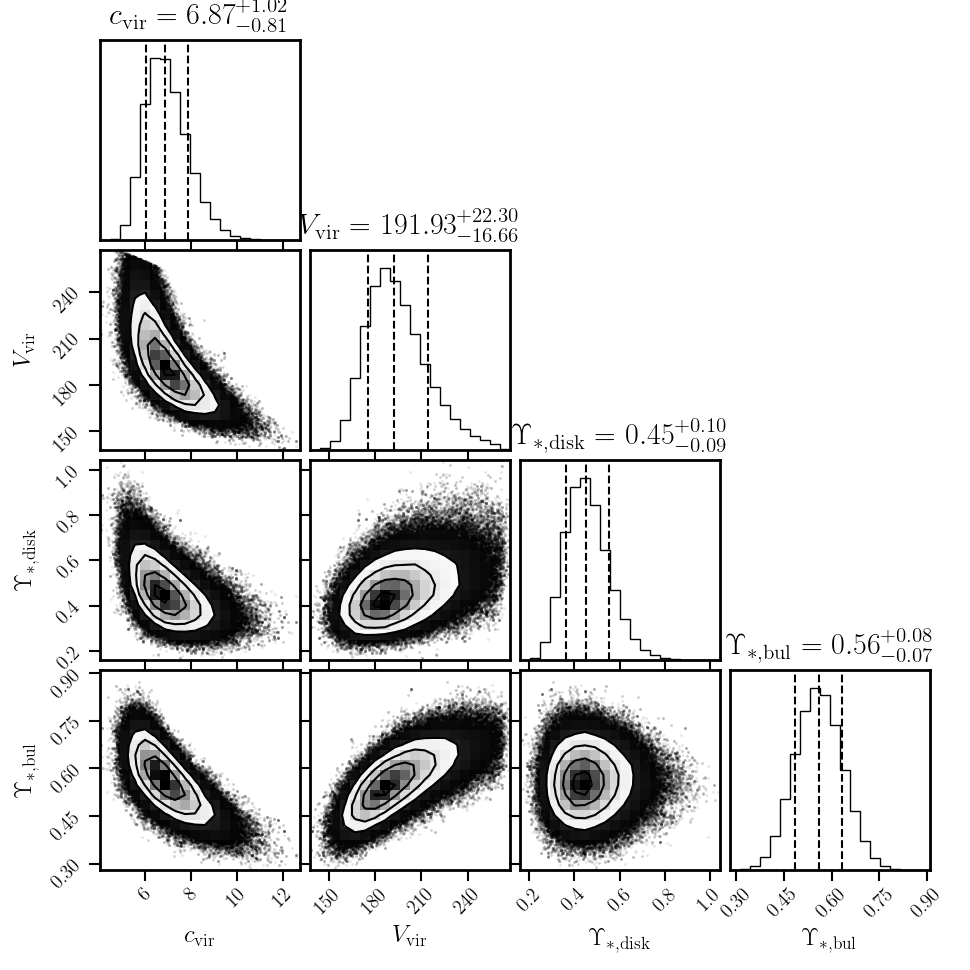 c_vir = 6.87^{+1.02}_{-0.81}
V_vir = 191.93^{+22.30}_{-16.66}
240
210
180
150
V_vir
Υ_{*,disk} = 0.45^{+0.10}_{-0.09}
1.0
0.8
0.6
0.4
0.2
Υ_{*,disk}
Υ_{*,bul} = 0.56^{+0.08}_{-0.07}
0.90
0.75
0.60
0.45
0.30
Υ_{*,bul}
6 8 10 12 150 180 210 240 0.2 0.4 0.6 0.8 1.0 0.30 0.45 0.60 0.75 0.90
c_vir V_vir Υ_{*,disk} Υ_{*,bul}